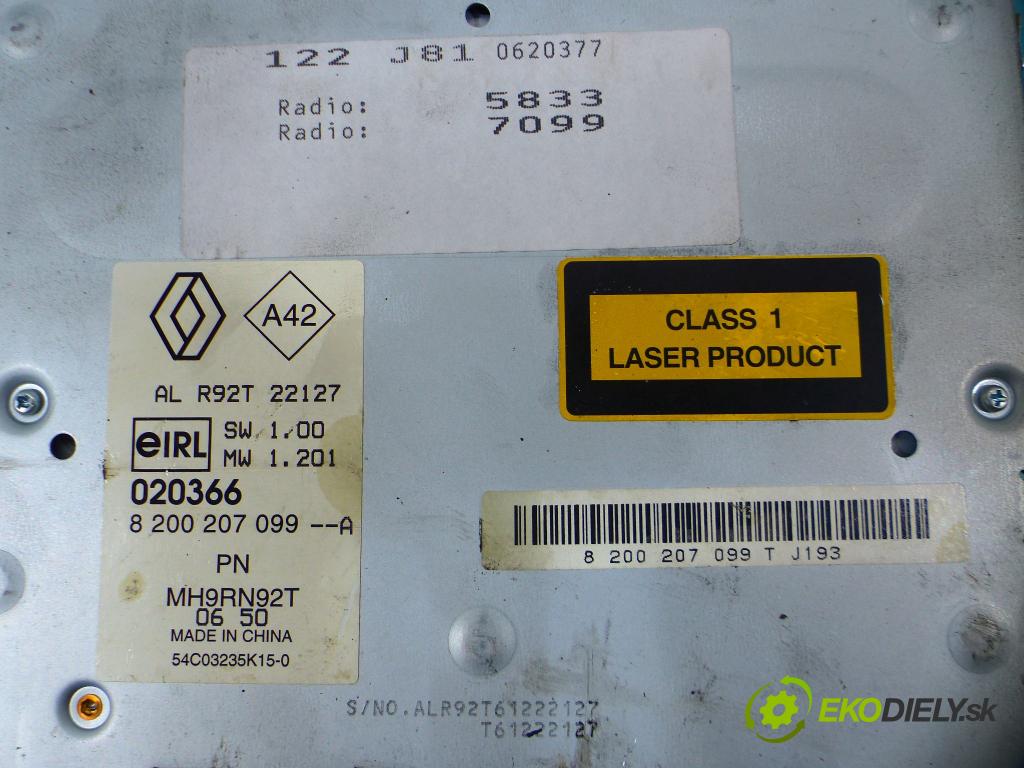 122 J81 0620377
Radio: 5833
Radio: 7099
A42
AL R92T 22127
eIRL SW 1.00
MW 1.201
020366
8 200 207 099 --A
PN
MH9RN92T
06 50
MADE IN CHINA
54C03235K15-0
CLASS 1
LASER PRODUCT
8 200 207 099 T J193
S/NO.ALR92T61222127
T61222127
EKODIELY.sk